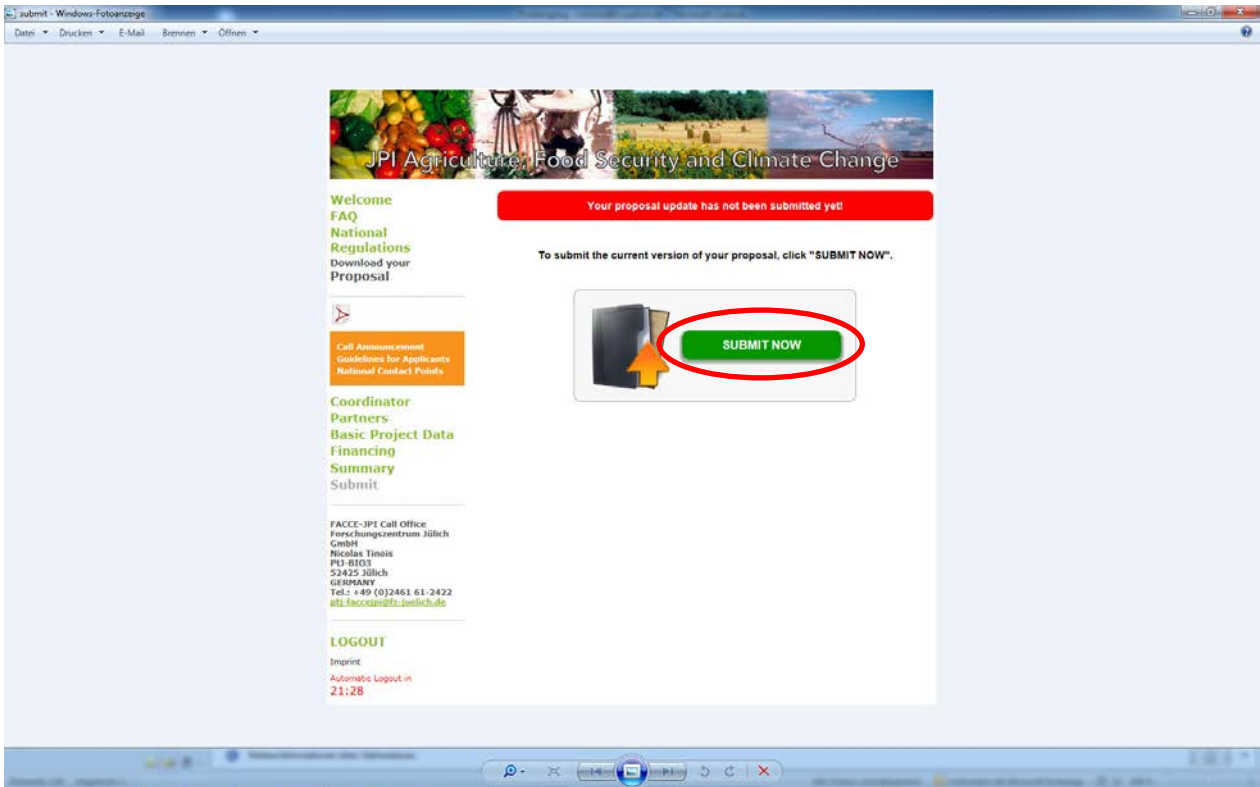 submit - Windows-Fotoanzeige
Datei Drucken E-Mail Brennen Öffnen
JPI Agriculture, Food Security and Climate Change
Welcome
FAQ
National
Regulations
Download your
Proposal
Call Announcement
Guidelines for Applicants
National Contact Points
Coordinator
Partners
Basic Project Data
Financing
Summary
Submit
FACCE-JPI Call Office
Forschungszentrum Jülich
GmbH
Nicolas Tinois
PtJ-BIO3
52425 Jülich
GERMANY
Tel.: +49 (0)2461 61-2422
ptj-faccejpi@fz-juelich.de
LOGOUT
Imprint
Automatic Logout in
21:28
Your proposal update has not been submitted yet!
To submit the current version of your proposal, click "SUBMIT NOW".
SUBMIT NOW